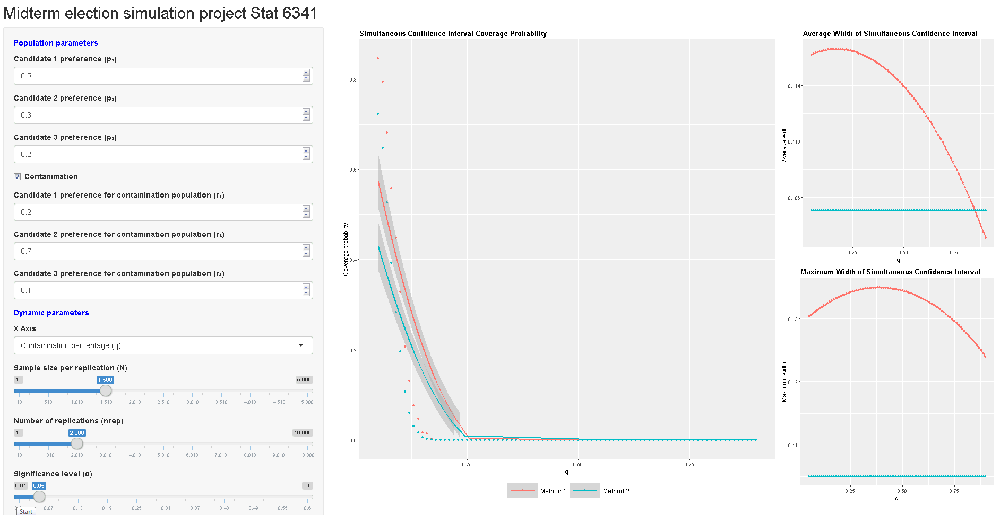 Midterm election simulation project Stat 6341
Population parameters
Candidate 1 preference (p₁)
0.5
Candidate 2 preference (p₂)
0.3
Candidate 3 preference (p₃)
0.2
Contanimation
Candidate 1 preference for contamination population (r₁)
0.2
Candidate 2 preference for contamination population (r₂)
0.7
Candidate 3 preference for contamination population (r₃)
0.1
Dynamic parameters
X Axis
Contamination percentage (q)
Sample size per replication (N)
10 1,500 5,000
10 510 1,010 1,510 2,010 2,510 3,010 3,510 4,010 4,510 5,000
Number of replications (nrep)
10 2,000 10,000
10 1,010 2,010 3,010 4,010 5,010 6,010 7,010 8,010 9,010 10,000
Significance level (α)
0.01 0.05 0.6
0.07 0.13 0.19 0.25 0.31 0.37 0.43 0.49 0.55 0.6
Start
Simultaneous Confidence Interval Coverage Probability
Coverage probability
0.8
0.6
0.4
0.2
0.0
0.25 0.50 0.75
q
Method 1 Method 2
Average Width of Simultaneous Confidence Interval
Average width
0.114
0.110
0.106
0.25 0.50 0.75
q
Maximum Width of Simultaneous Confidence Interval
Maximum width
0.13
0.12
0.11
0.25 0.50 0.75
q